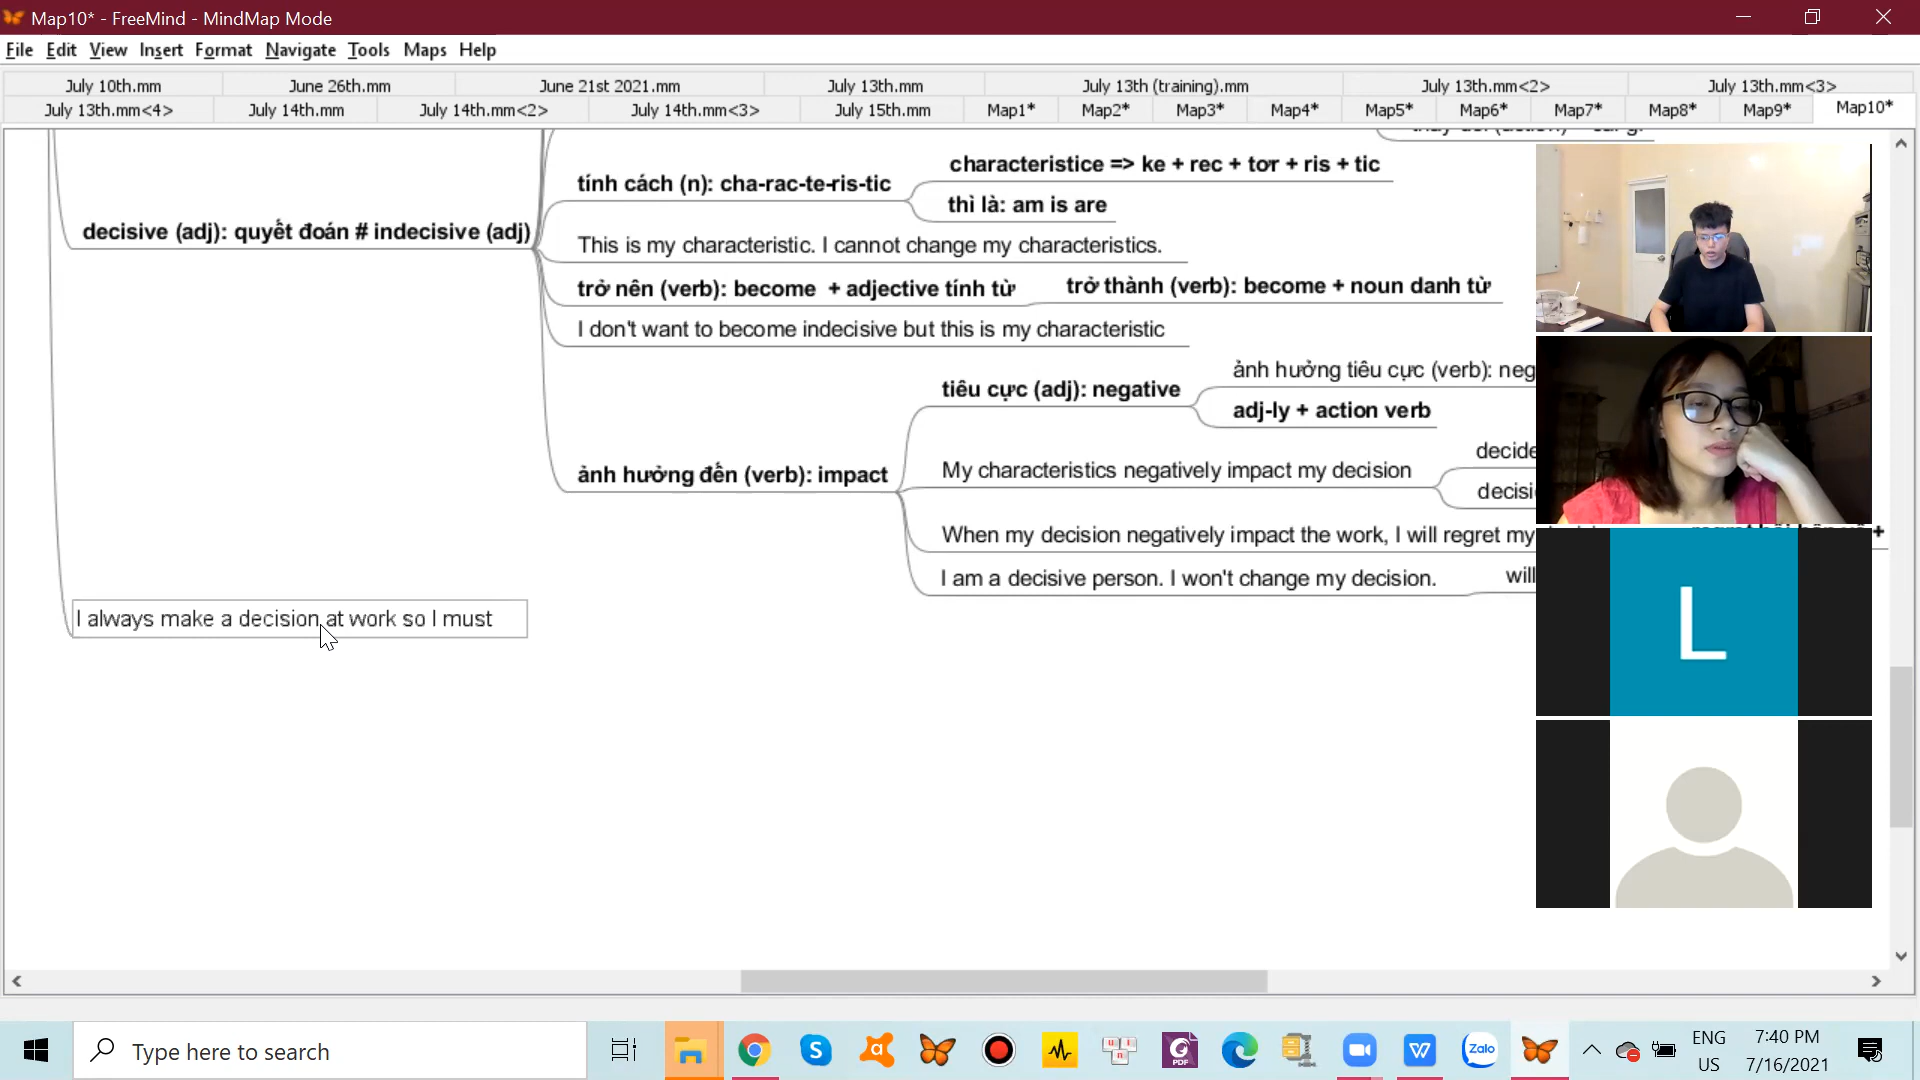 Map10* - FreeMind - MindMap Mode
File Edit View Insert Format Navigate Tools Maps Help
July 10th.mm June 26th.mm June 21st 2021.mm July 13th.mm July 13th (training).mm July 13th.mm<2> July 13th.mm<3>
July 13th.mm<4> July 14th.mm July 14th.mm<2> July 14th.mm<3> July 15th.mm Map1* Map2* Map3* Map4* Map5* Map6* Map7* Map8* Map9* Map10*
characteristice => ke + rec + tơr + ris + tic
tính cách (n): cha-rac-te-ris-tic
thì là: am is are
decisive (adj): quyết đoán # indecisive (adj)
This is my characteristic. I cannot change my characteristics.
trở nên (verb): become + adjective tính từ
trở thành (verb): become + noun danh từ
I don't want to become indecisive but this is my characteristic
ảnh hưởng tiêu cực (verb): neg
tiêu cực (adj): negative
adj-ly + action verb
decide
My characteristics negatively impact my decision
decisi
ảnh hưởng đến (verb): impact
When my decision negatively impact the work, I will regret my
+
I am a decisive person. I won't change my decision.
will
I always make a decision at work so I must
L
Type here to search
ENG
US
7:40 PM
7/16/2021